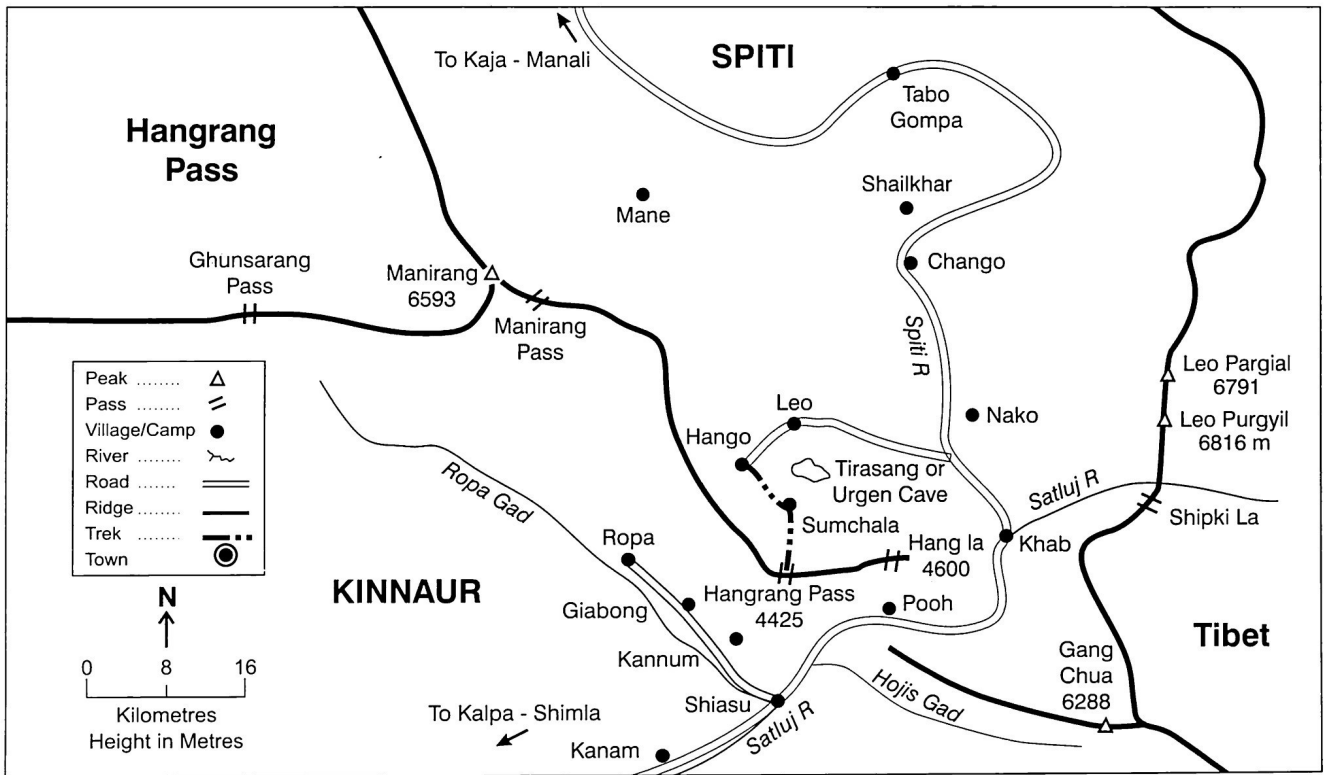 To Kaja - Manali
SPITI
Tabo
Gompa
Hangrang
Pass
Shailkhar
Mane
Ghunsarang
Pass
Manirang
6593
Chango
Manirang
Pass
Spiti R
Leo Pargial
6791
Leo Purgyil
6816 m
Peak ........
Pass ........
Village/Camp
River ........
Road ........
Ridge ........
Trek ........
Town
Leo
Nako
Hango
Tirasang or
Urgen Cave
Satluj R
Shipki La
Ropa Gad
Sumchala
Khab
Ropa
Hang la
4600
N
KINNAUR
Giabong
Hangrang Pass
4425
Pooh
Tibet
Kannum
Gang
Chua
6288
0 8 16
Kilometres
Height in Metres
Shiasu
Hojis Gad
To Kalpa - Shimla
Satluj R
Kanam